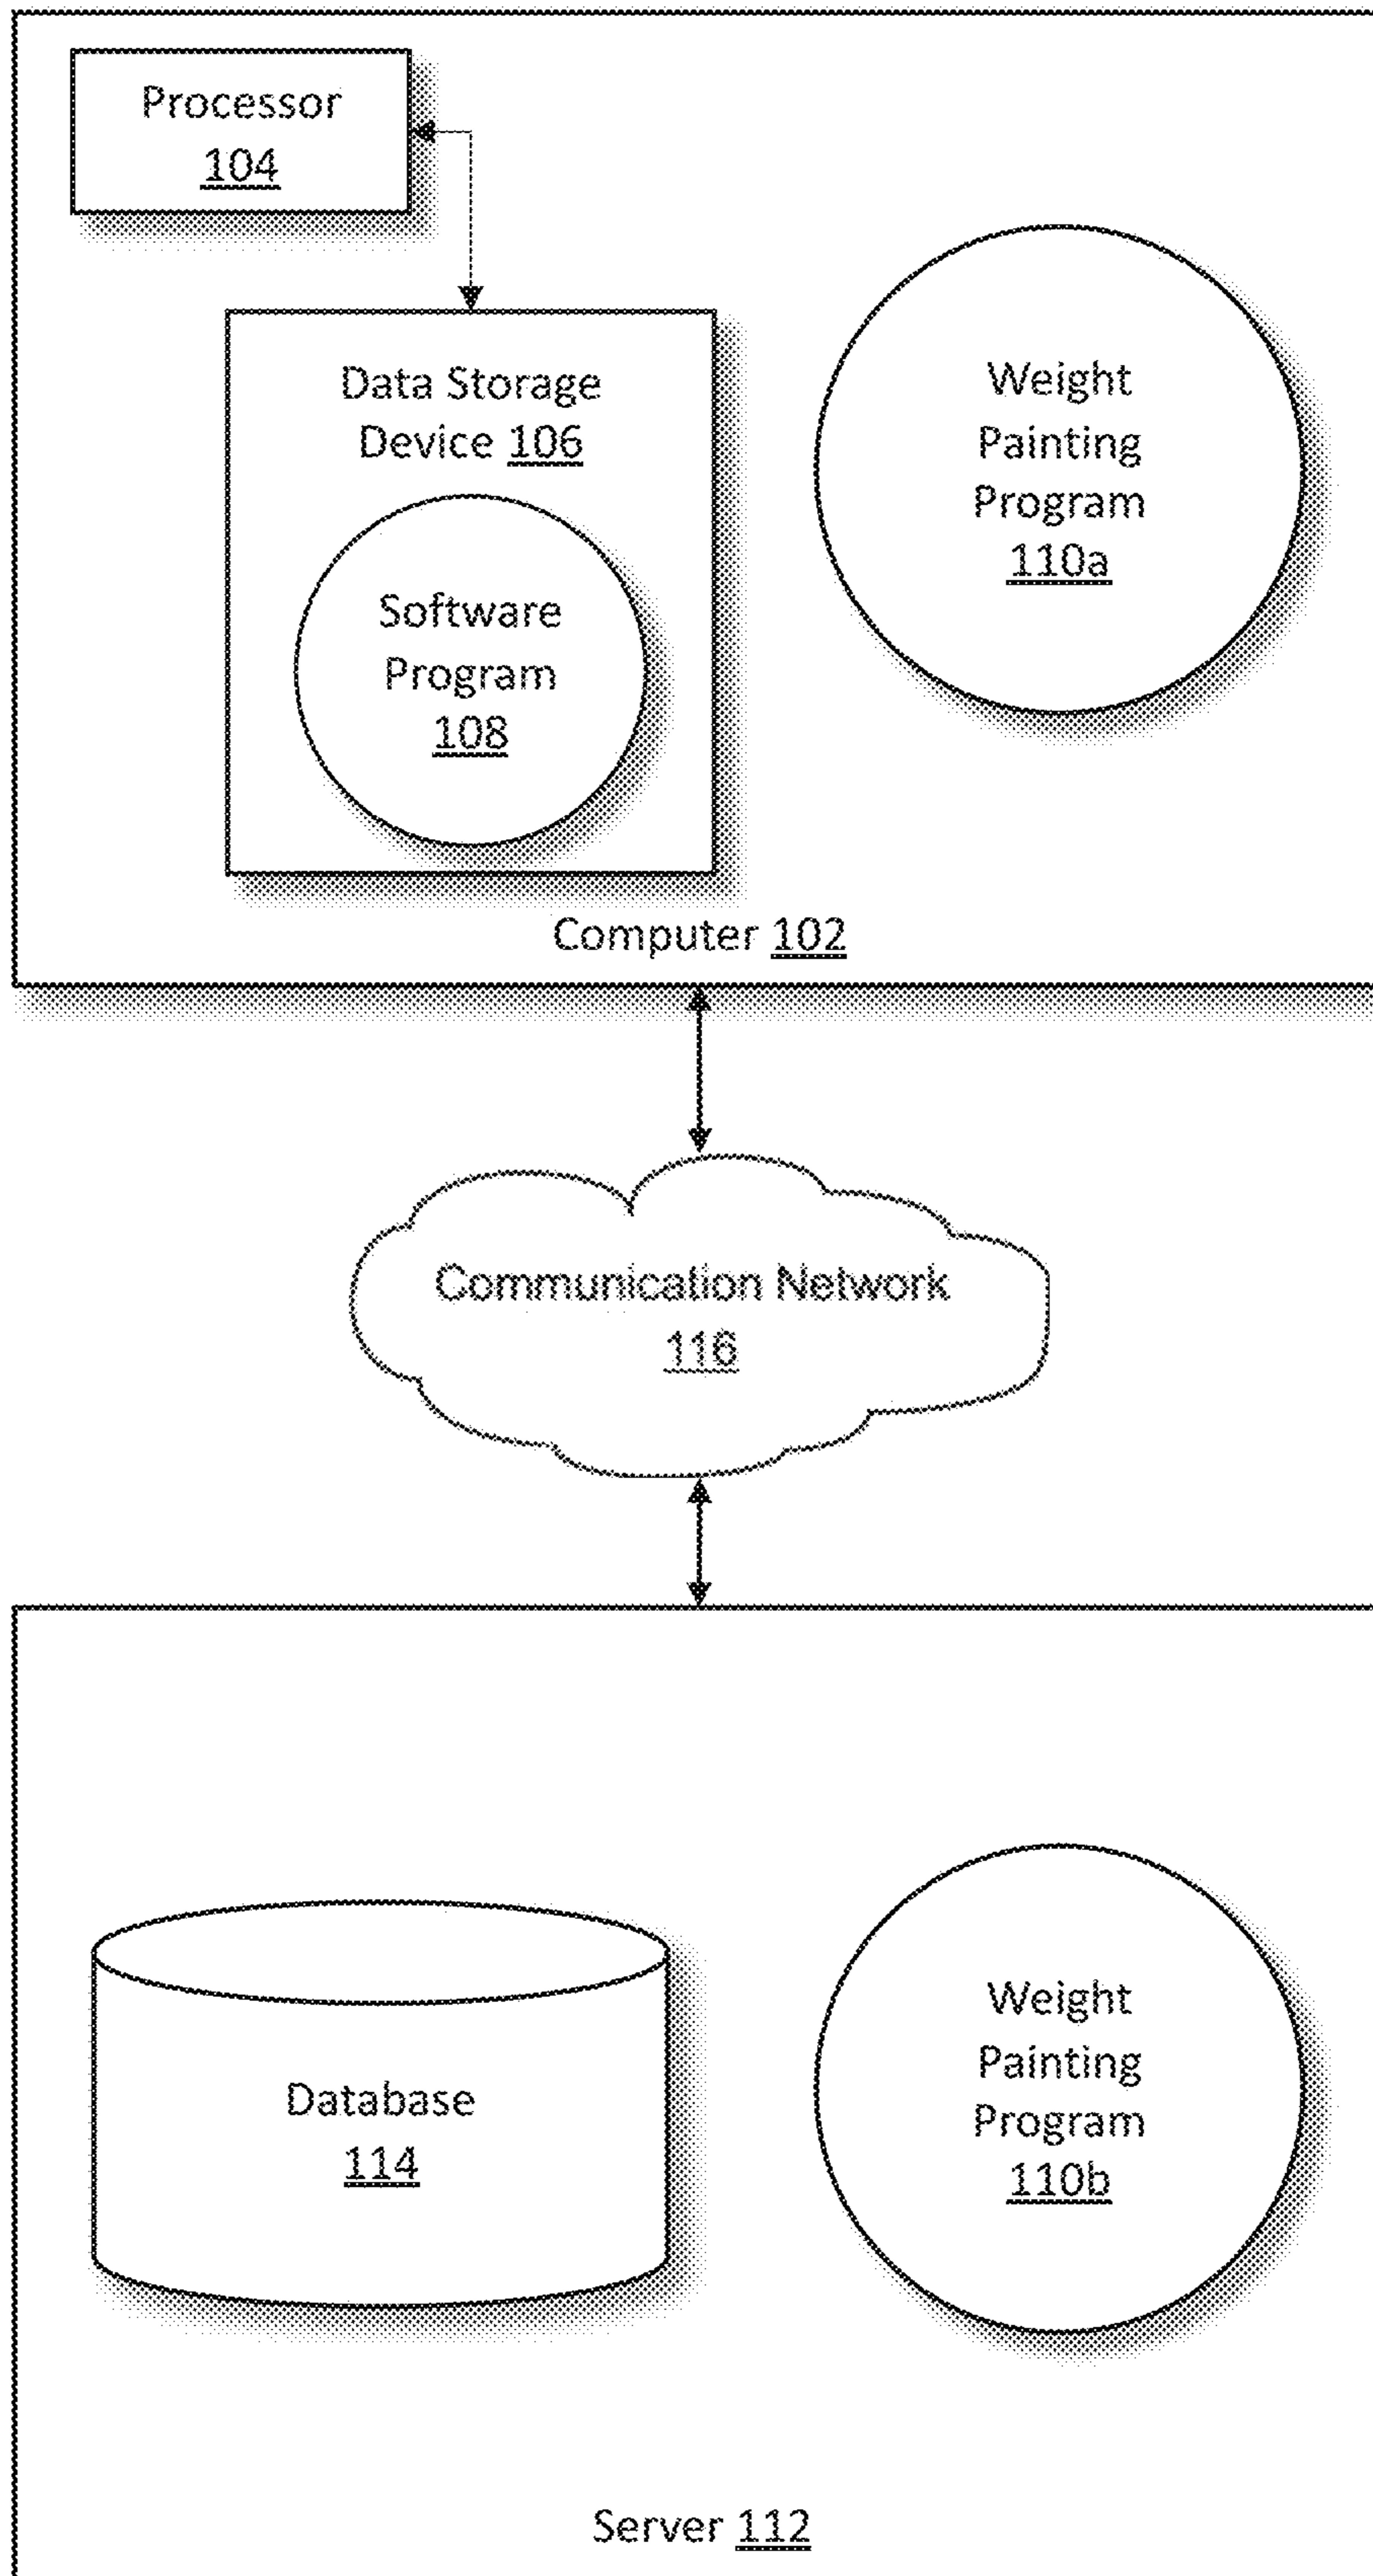 Processor
104
Data Storage
Device 106
Software
Program
108
Weight
Painting
Program
110a
Computer 102
Communication Network
116
Database
114
Weight
Painting
Program
110b
Server 112